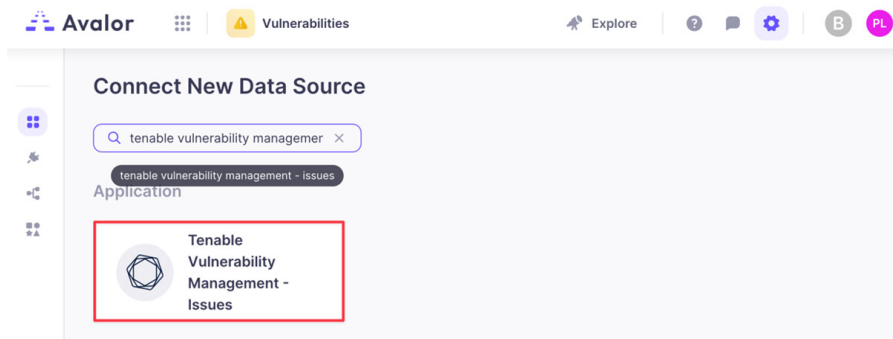 Avalor
Vulnerabilities
Explore
B
PL
Connect New Data Source
tenable vulnerability managemer
tenable vulnerability management - issues
Application
Tenable
Vulnerability
Management -
Issues